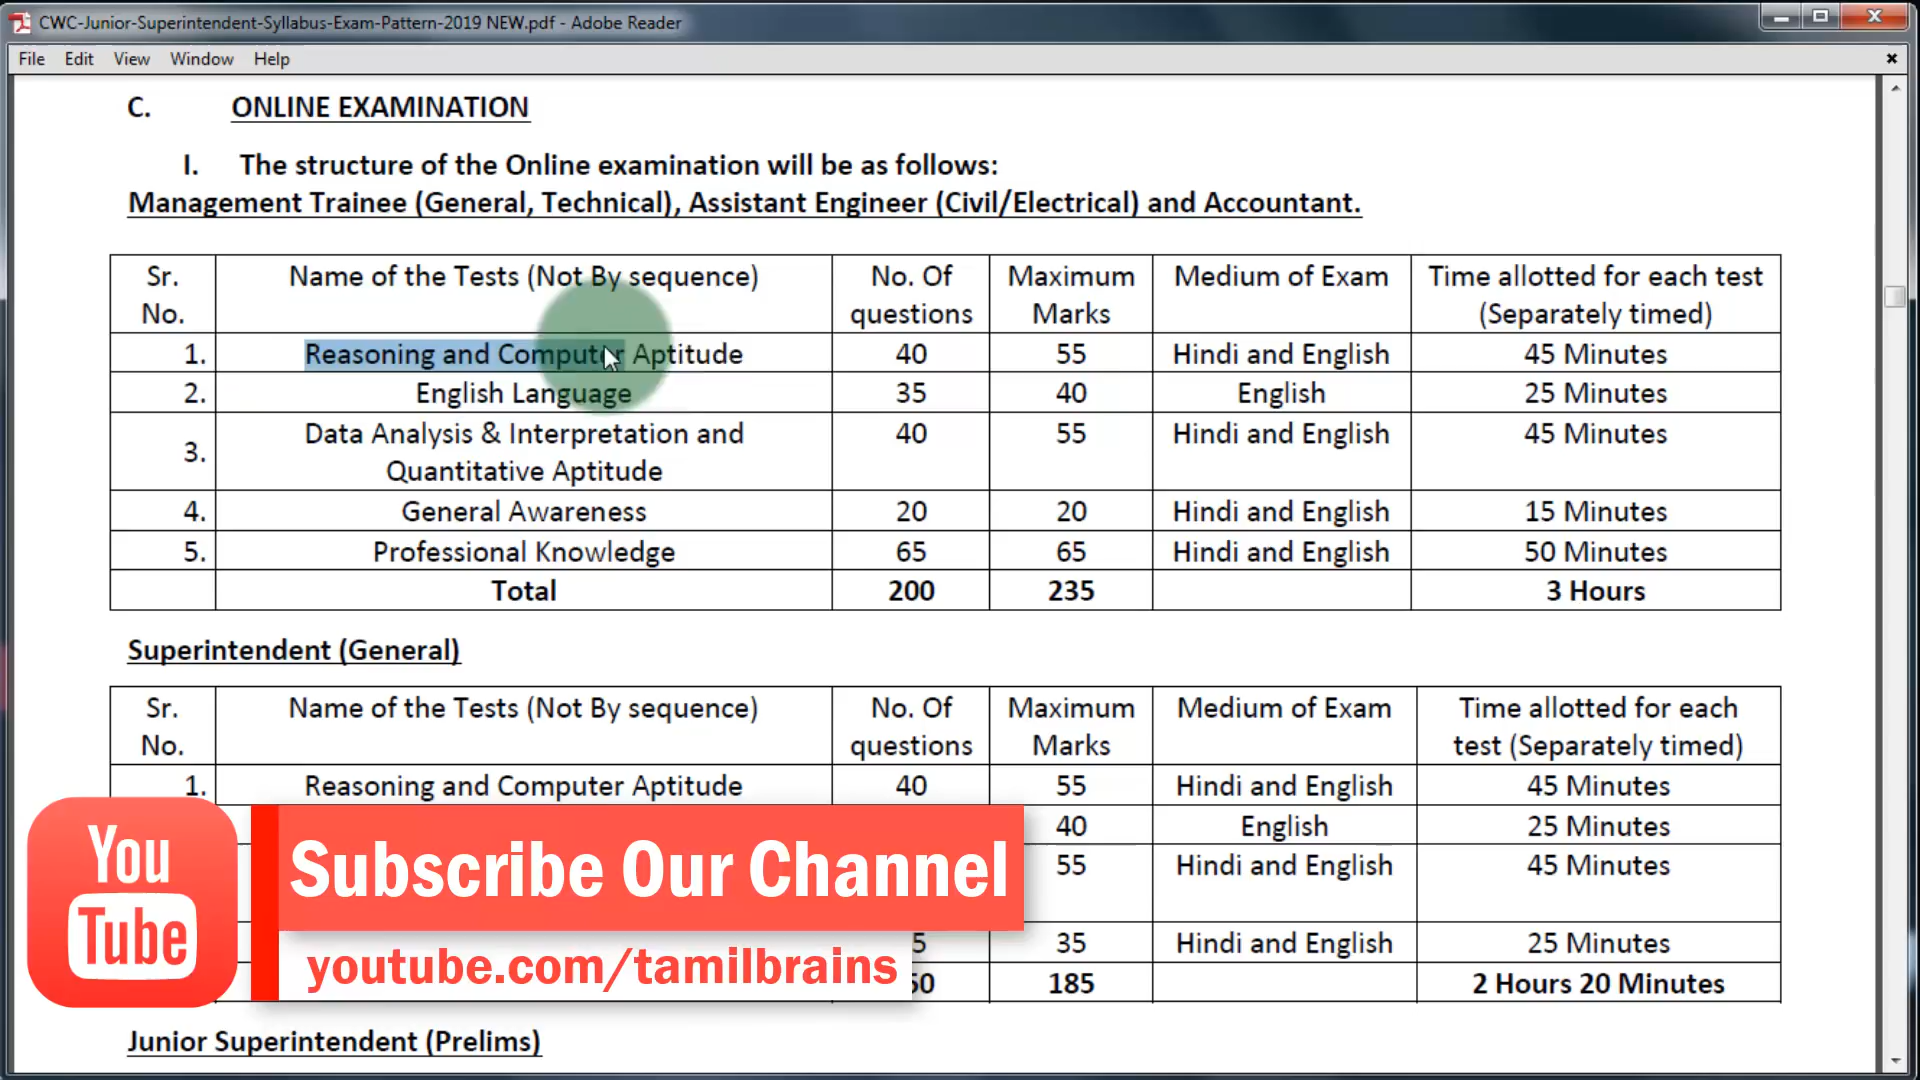 CWC-Junior-Superintendent-Syllabus-Exam-Pattern-2019 NEW.pdf - Adobe Reader
File Edit View Window Help
C. ONLINE EXAMINATION
I. The structure of the Online examination will be as follows:
Management Trainee (General, Technical), Assistant Engineer (Civil/Electrical) and Accountant.
Sr. No. Name of the Tests (Not By sequence) No. Of questions Maximum Marks Medium of Exam Time allotted for each test (Separately timed)
1. Reasoning and Computer Aptitude 40 55 Hindi and English 45 Minutes
2. English Language 35 40 English 25 Minutes
3. Data Analysis & Interpretation and Quantitative Aptitude 40 55 Hindi and English 45 Minutes
4. General Awareness 20 20 Hindi and English 15 Minutes
5. Professional Knowledge 65 65 Hindi and English 50 Minutes
Total 200 235 3 Hours
Superintendent (General)
Sr. No. Name of the Tests (Not By sequence) No. Of questions Maximum Marks Medium of Exam Time allotted for each test (Separately timed)
1. Reasoning and Computer Aptitude 40 55 Hindi and English 45 Minutes
40 English 25 Minutes
55 Hindi and English 45 Minutes
35 Hindi and English 25 Minutes
185 2 Hours 20 Minutes
You Tube
Subscribe Our Channel
youtube.com/tamilbrains
Junior Superintendent (Prelims)